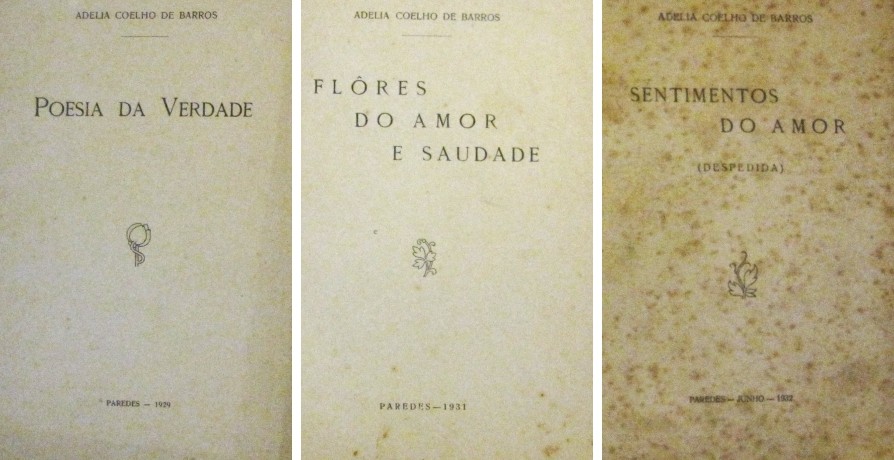 ADELIA COELHO DE BARROS
POESIA DA VERDADE
PAREDES — 1929
ADELIA COELHO DE BARROS
FLÔRES
DO AMOR
E SAUDADE
PAREDES—1931
ADELIA COELHO DE BARROS
SENTIMENTOS
DO AMOR
(DESPEDIDA)
PAREDES—JUNHO—1932